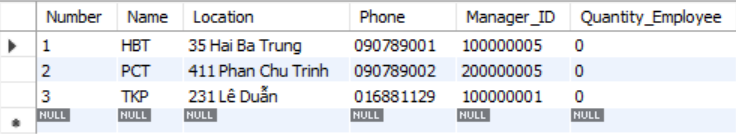 Number Name Location Phone Manager_ID Quantity_Employee
1 HBT 35 Hai Ba Trung 090789001 100000005 0
2 PCT 411 Phan Chu Trinh 090789002 200000005 0
3 TKP 231 Lê Duẩn 016881129 100000001 0
NULL NULL NULL NULL NULL NULL